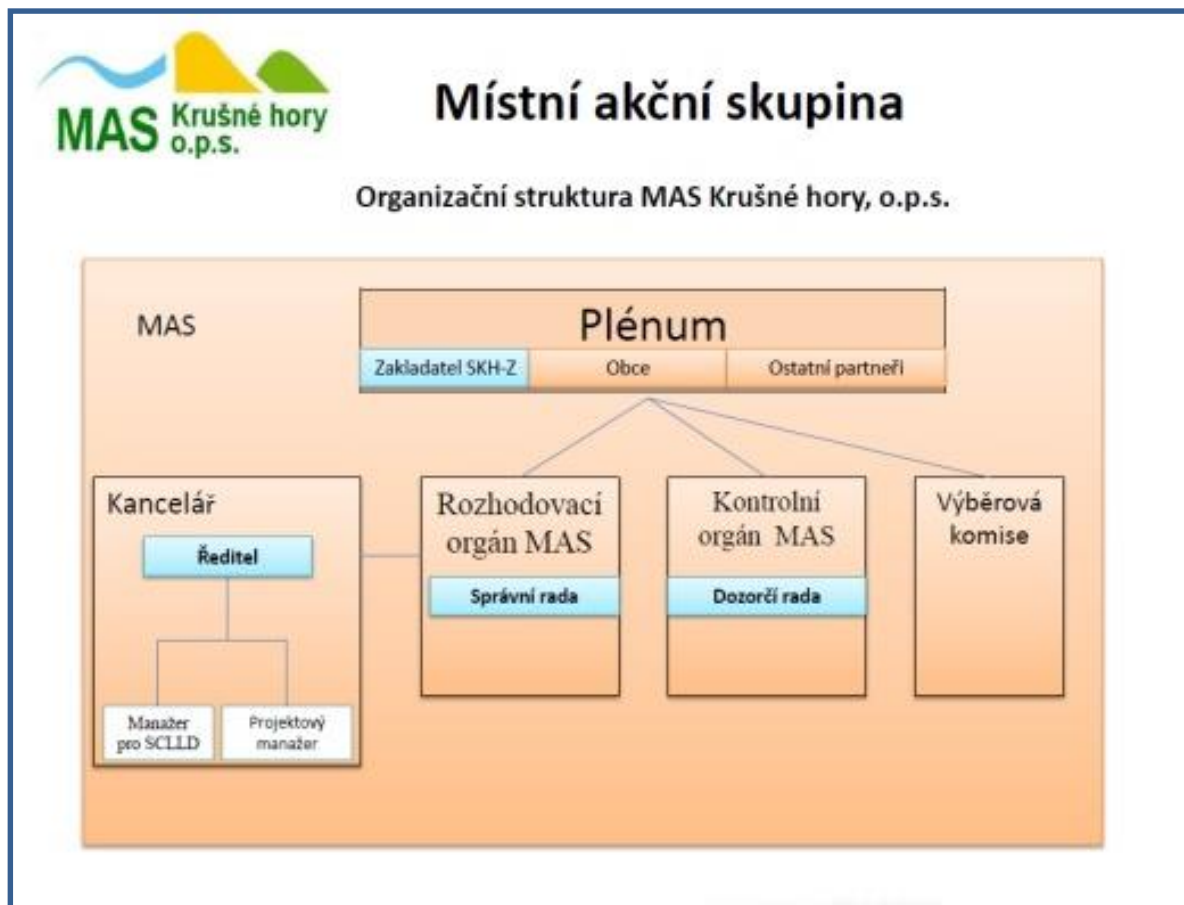 MAS Krušné hory
o.p.s.
Místní akční skupina
Organizační struktura MAS Krušné hory, o.p.s.
MAS
Plénum
Zakladatel SKH-Z
Obce
Ostatní partneři
Kancelář
Ředitel
Manažer
pro SCLLD
Projektový
manažer
Rozhodovací
orgán MAS
Správní rada
Kontrolní
orgán MAS
Dozorčí rada
Výběrová
komise